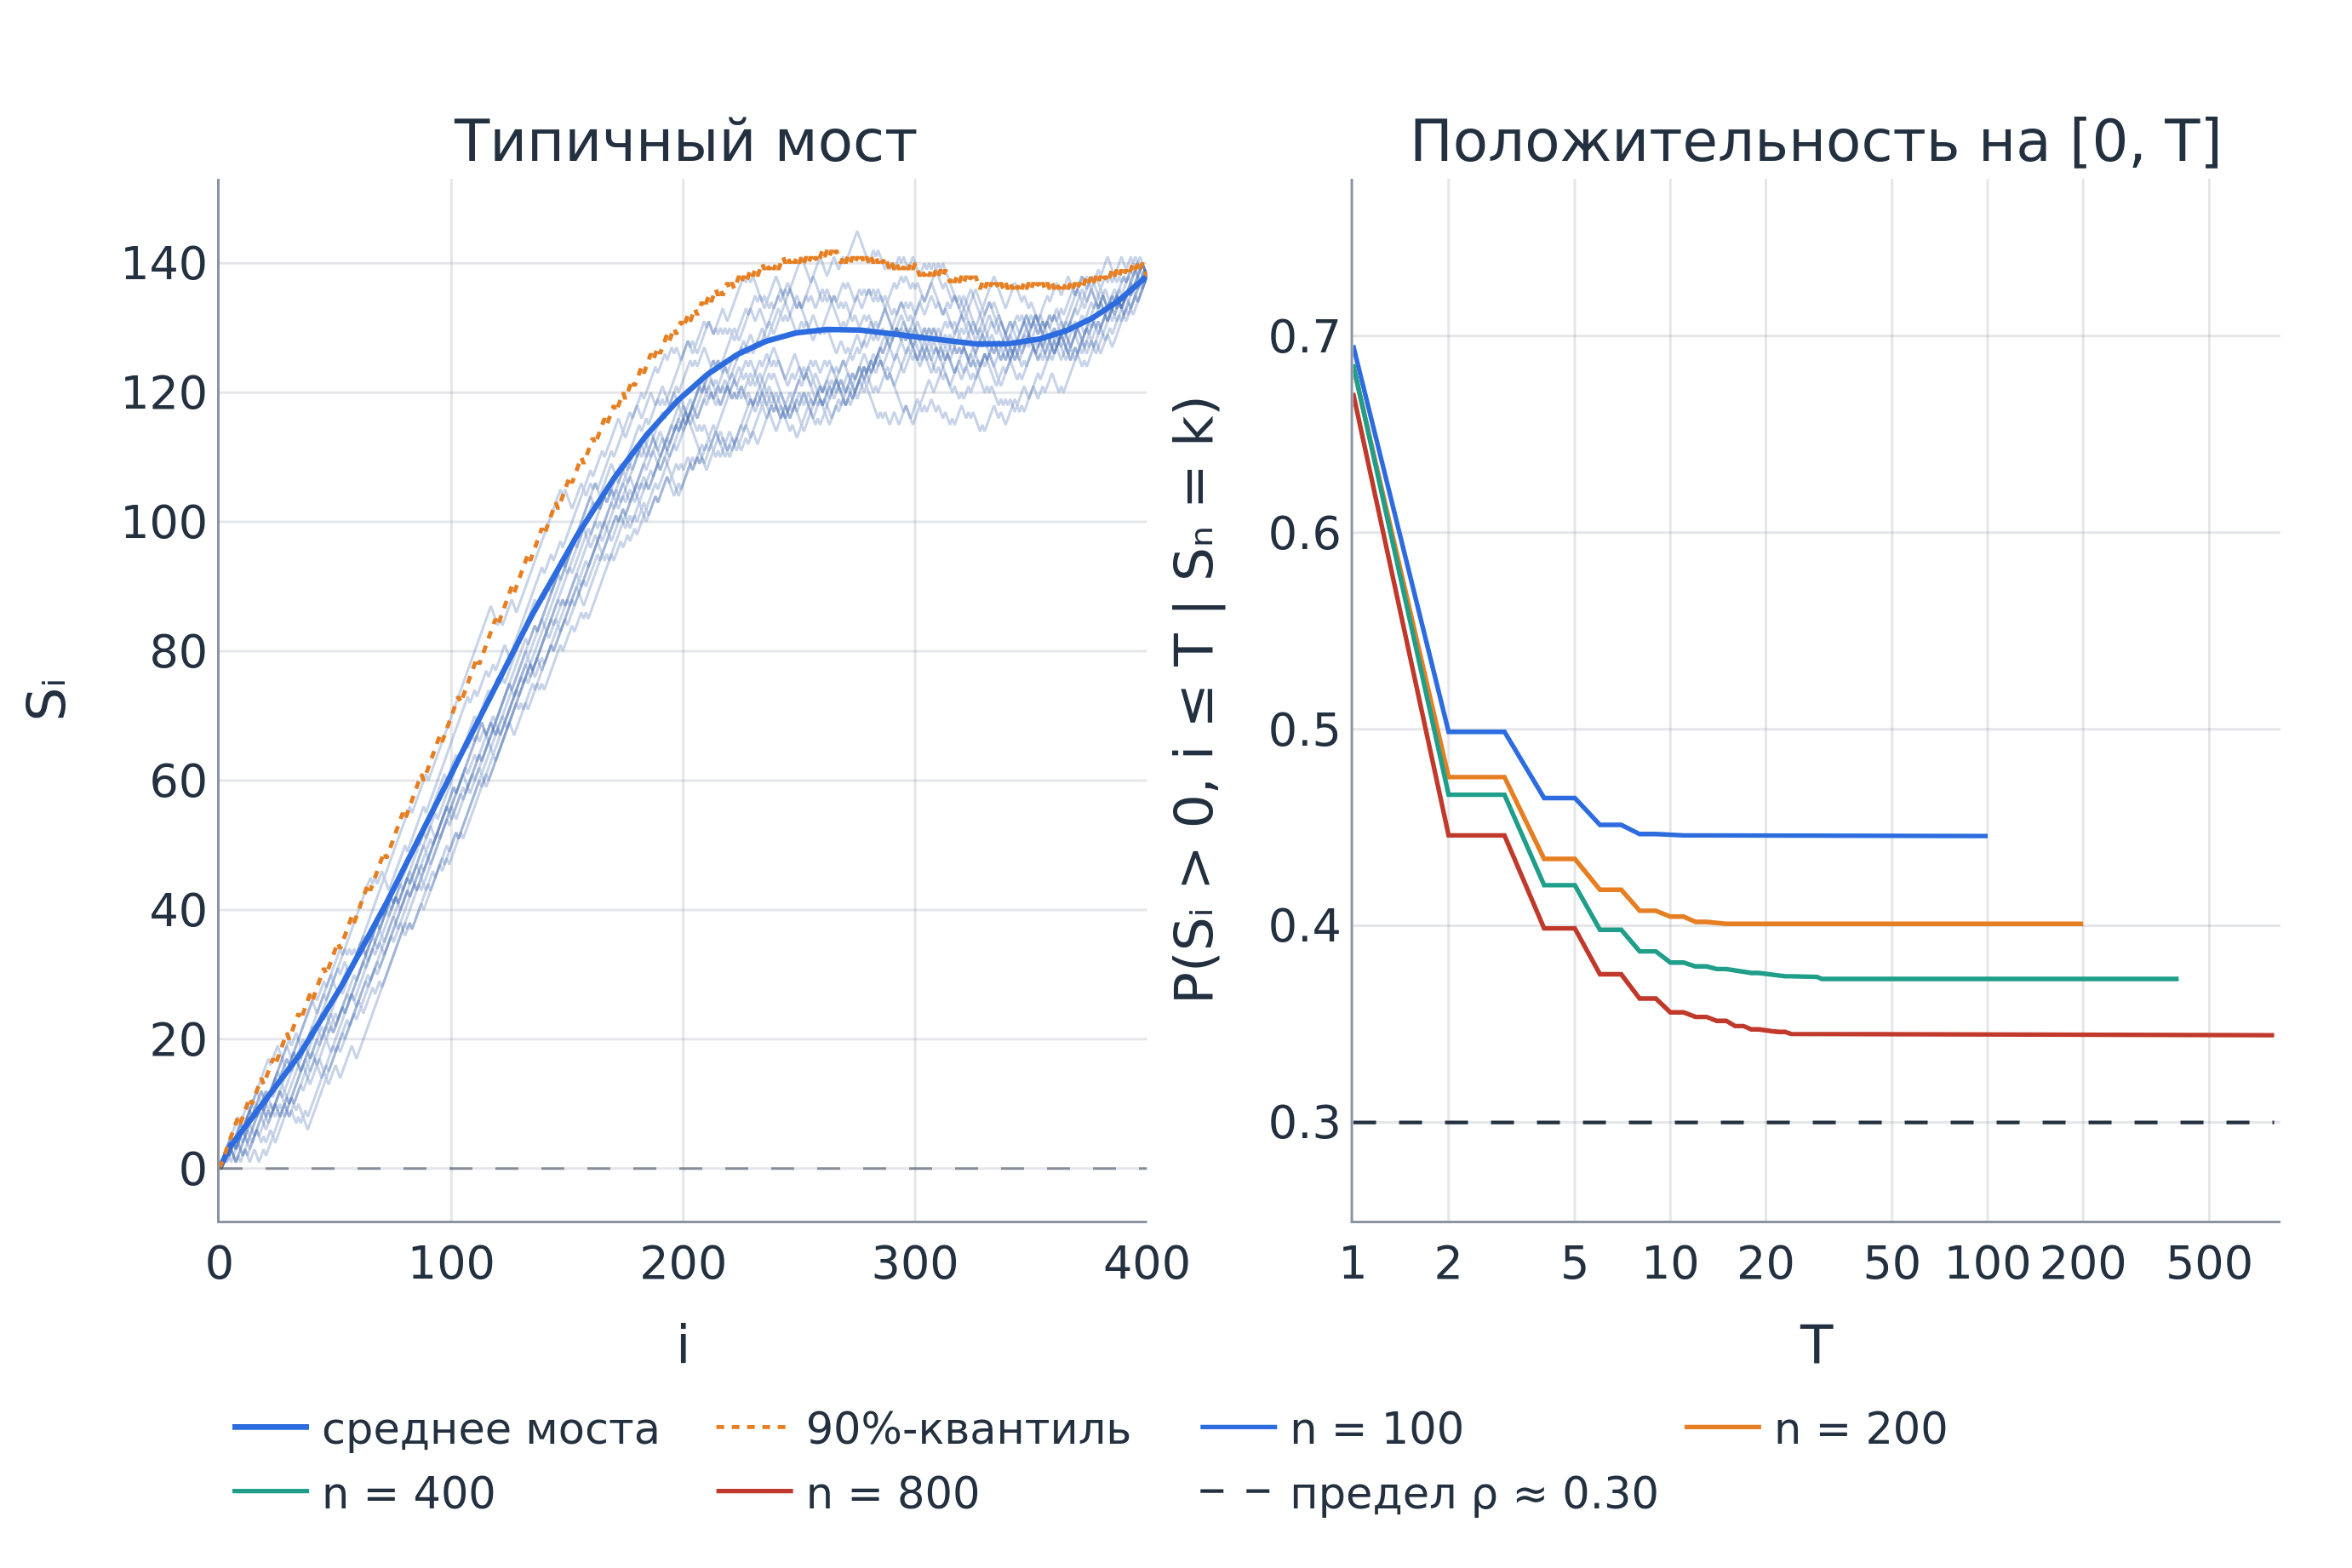 Типичный мост
Sᵢ
140
120
100
80
60
40
20
0
0 100 200 300 400
i
Положительность на [0, T]
P(Sᵢ > 0, i ≤ T | Sₙ = k)
0.7
0.6
0.5
0.4
0.3
1 2 5 10 20 50 100 200 500
T
среднее моста 90%-квантиль n = 100 n = 200
n = 400 n = 800 предел ρ ≈ 0.30